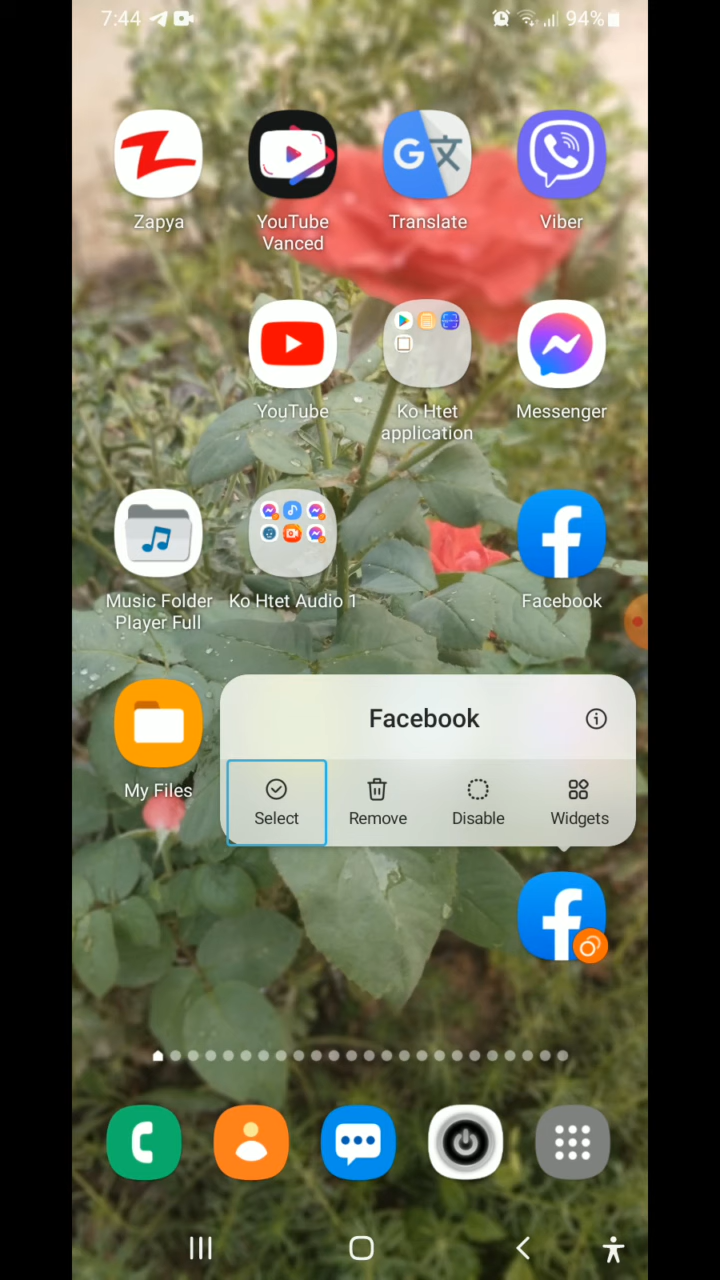 7:44 94%
Zapya YouTube Vanced Translate Viber
YouTube Ko Htet application Messenger
Music Folder Player Full Ko Htet Audio 1 Facebook
My Files
Facebook
Select Remove Disable Widgets